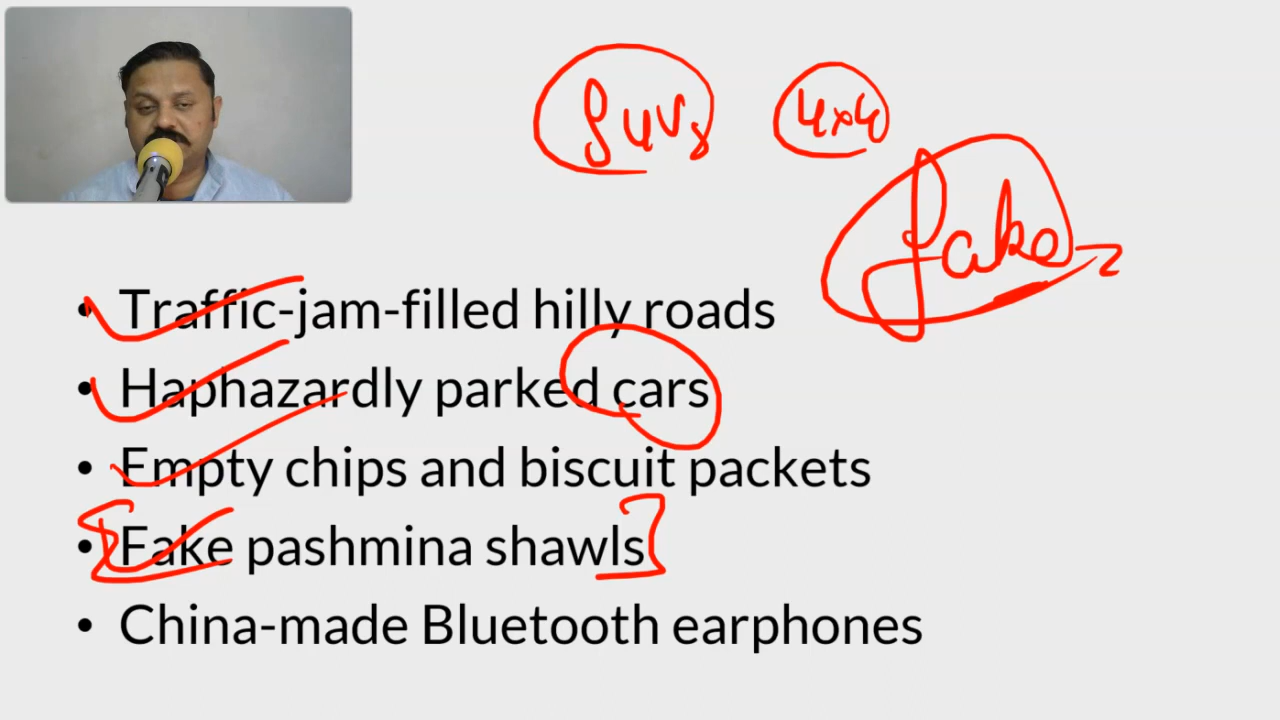 SUVs 4x4
fake
• Traffic-jam-filled hilly roads
• Haphazardly parked cars
• Empty chips and biscuit packets
• Fake pashmina shawls
• China-made Bluetooth earphones